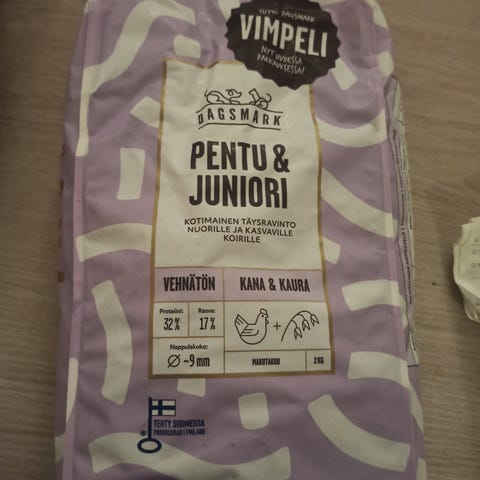 TUTTU DAGSMARK
VIMPELI
NYT UUDESSA
PAKKAUKSESSA!
DAGSMARK
PENTU &
JUNIORI
KOTIMAINEN TÄYSRAVINTO
NUORILLE JA KASVAVILLE
KOIRILLE
VEHNÄTÖN
KANA & KAURA
Proteiini: Rasva:
32% 17%
Nappulakoko:
Ø ~9 mm
MAKUTAKUU
2 KG
TEHTY SUOMESSA
PRODUCERAD I FINLAND